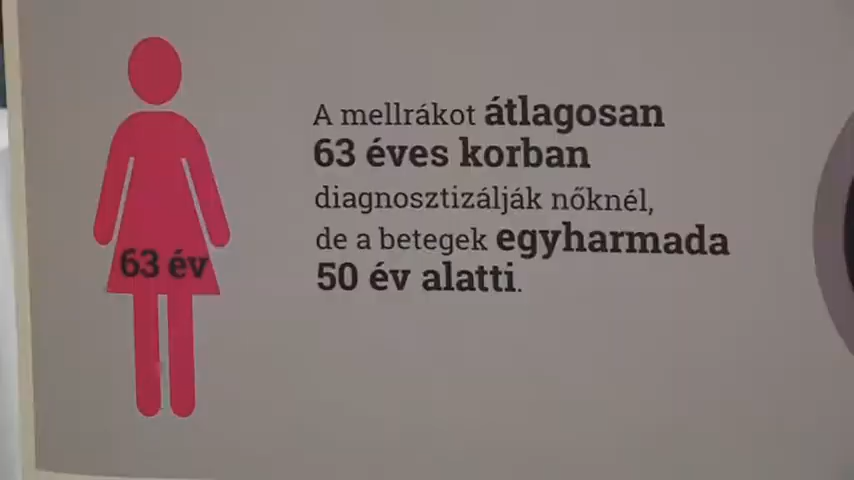 A mellrákot átlagosan
63 éves korban
diagnosztizálják nőknél,
de a betegek egyharmada
50 év alatti.
63 év